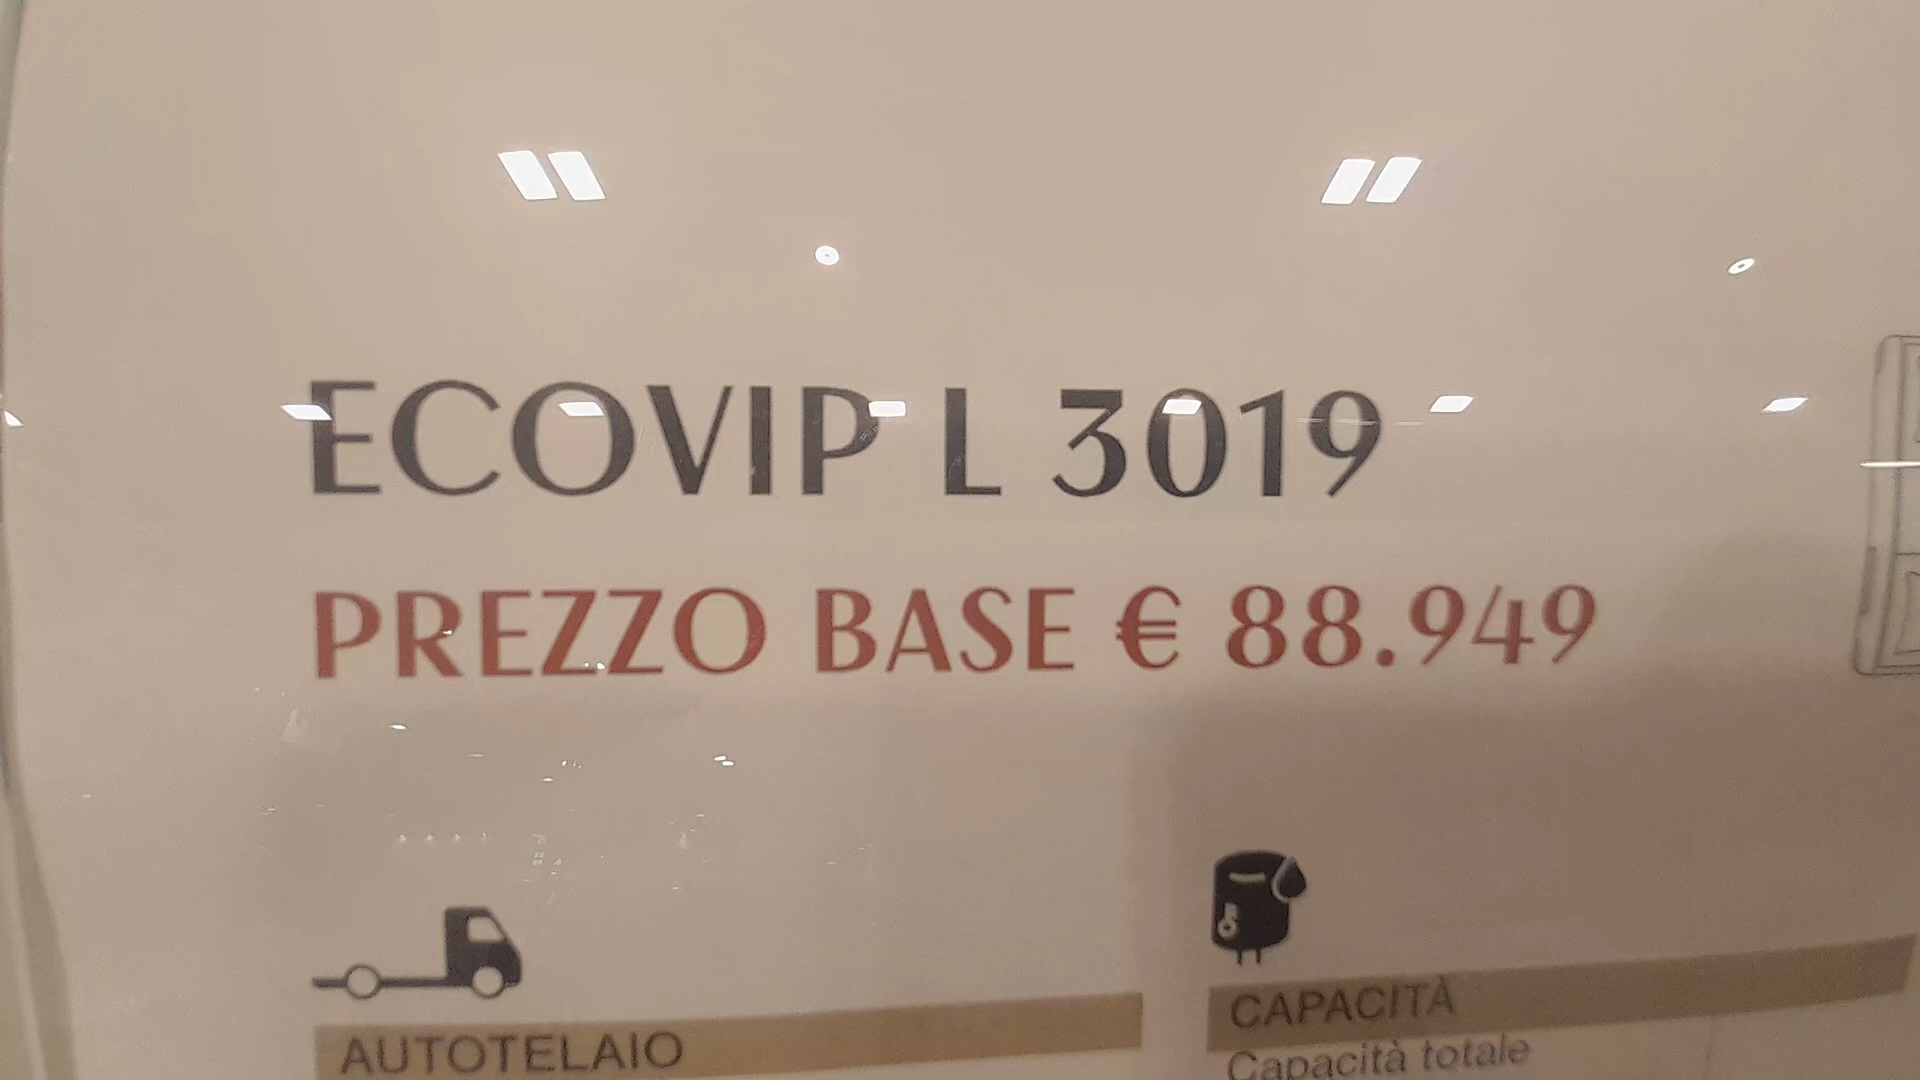 ECOVIP L 3019
PREZZO BASE € 88.949
AUTOTELAIO
CAPACITÀ
Capacità totale